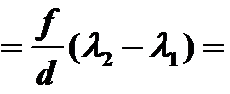 = f/d (λ₂ − λ₁) =